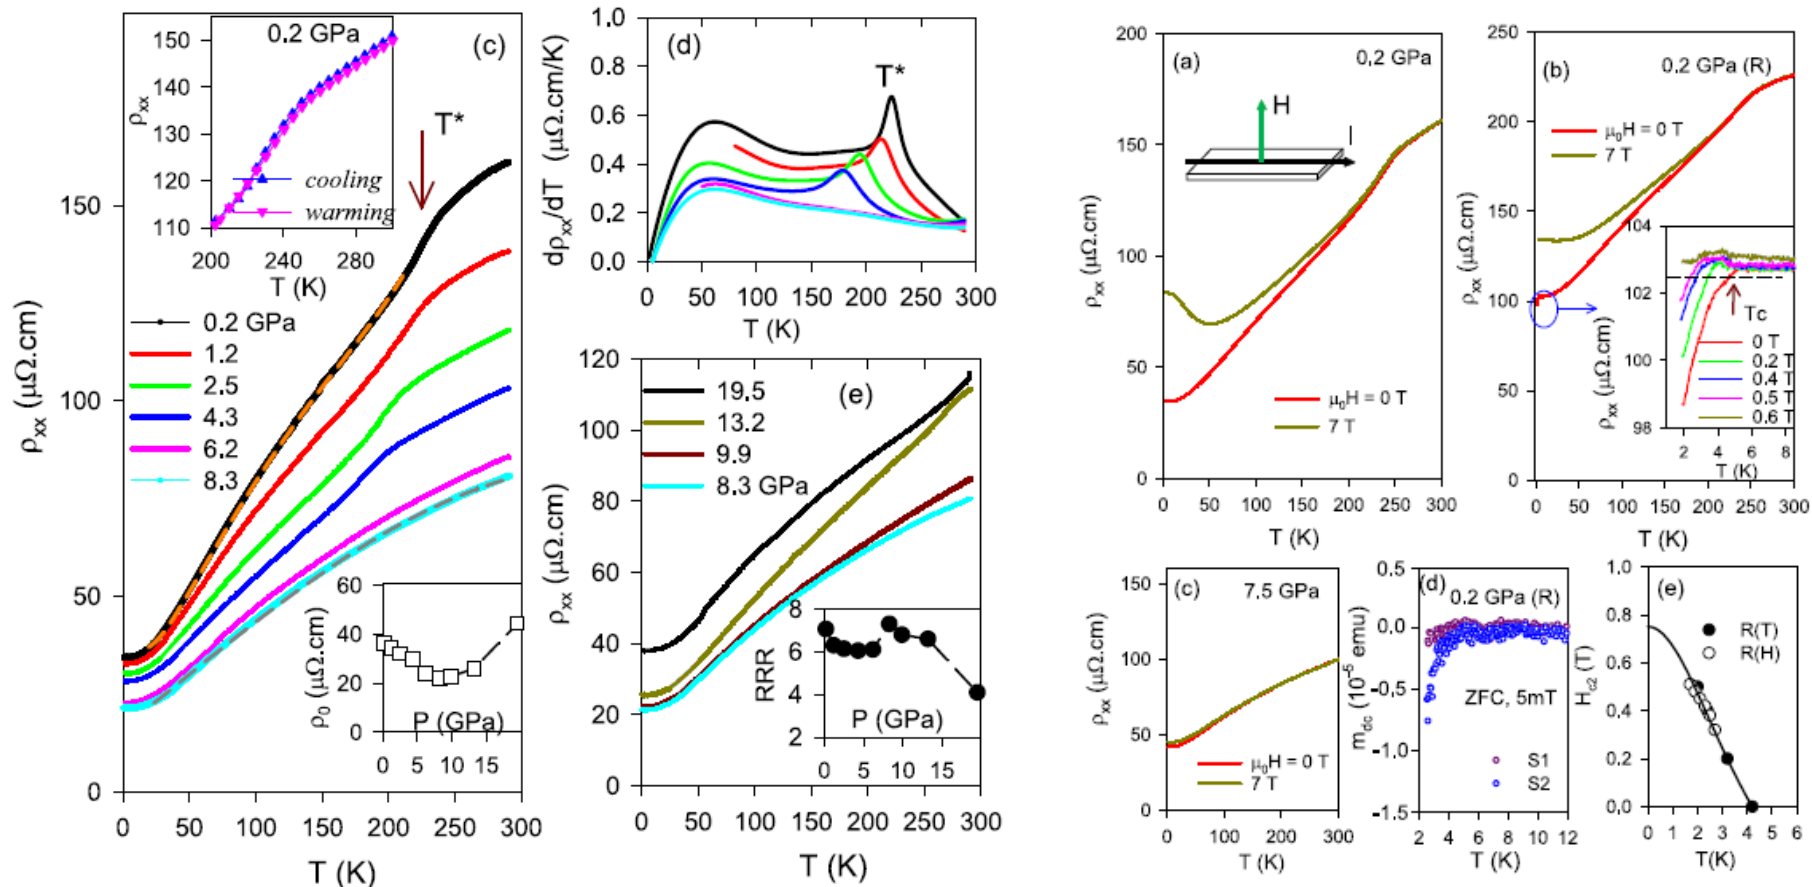 (c)
0.2 GPa
150
140
130
120
110
ρxx
cooling
warming
200
240
280
T (K)
T*
150
100
50
0
ρxx (μΩ.cm)
0.2 GPa
1.2
2.5
4.3
6.2
8.3
60
40
20
0
ρ0 (μΩ.cm)
P (GPa)
0
5
10
15
0
50
100
150
200
250
300
T (K)
(d)
1.0
0.8
0.6
0.4
0.2
0.0
dρxx/dT (μΩ.cm/K)
T*
0
50
100
150
200
250
300
T (K)
(e)
120
100
80
60
40
20
0
ρxx (μΩ.cm)
19.5
13.2
9.9
8.3 GPa
8
6
4
2
RRR
P (GPa)
0
5
10
15
0
50
100
150
200
250
300
T (K)
(a)
0.2 GPa
200
150
100
50
0
ρxx (μΩ.cm)
H
I
μ0H = 0 T
7 T
0
50
100
150
200
250
300
T (K)
(b)
0.2 GPa (R)
250
200
150
100
50
0
ρxx (μΩ.cm)
μ0H = 0 T
7 T
104
102
100
98
ρxx (μΩ.cm)
Tc
0 T
0.2 T
0.4 T
0.5 T
0.6 T
2
4
6
8
T (K)
0
50
100
150
200
250
300
T (K)
(c)
7.5 GPa
150
100
50
0
ρxx (μΩ.cm)
μ0H = 0 T
7 T
0
100
200
300
T (K)
(d)
0.2 GPa (R)
0.5
0.0
-0.5
-1.0
-1.5
mdc (10-5 emu)
ZFC, 5mT
S1
S2
2
4
6
8
10
12
T (K)
(e)
1.0
0.8
0.6
0.4
0.2
0.0
Hc2 (T)
R(T)
R(H)
0
1
2
3
4
5
6
T(K)